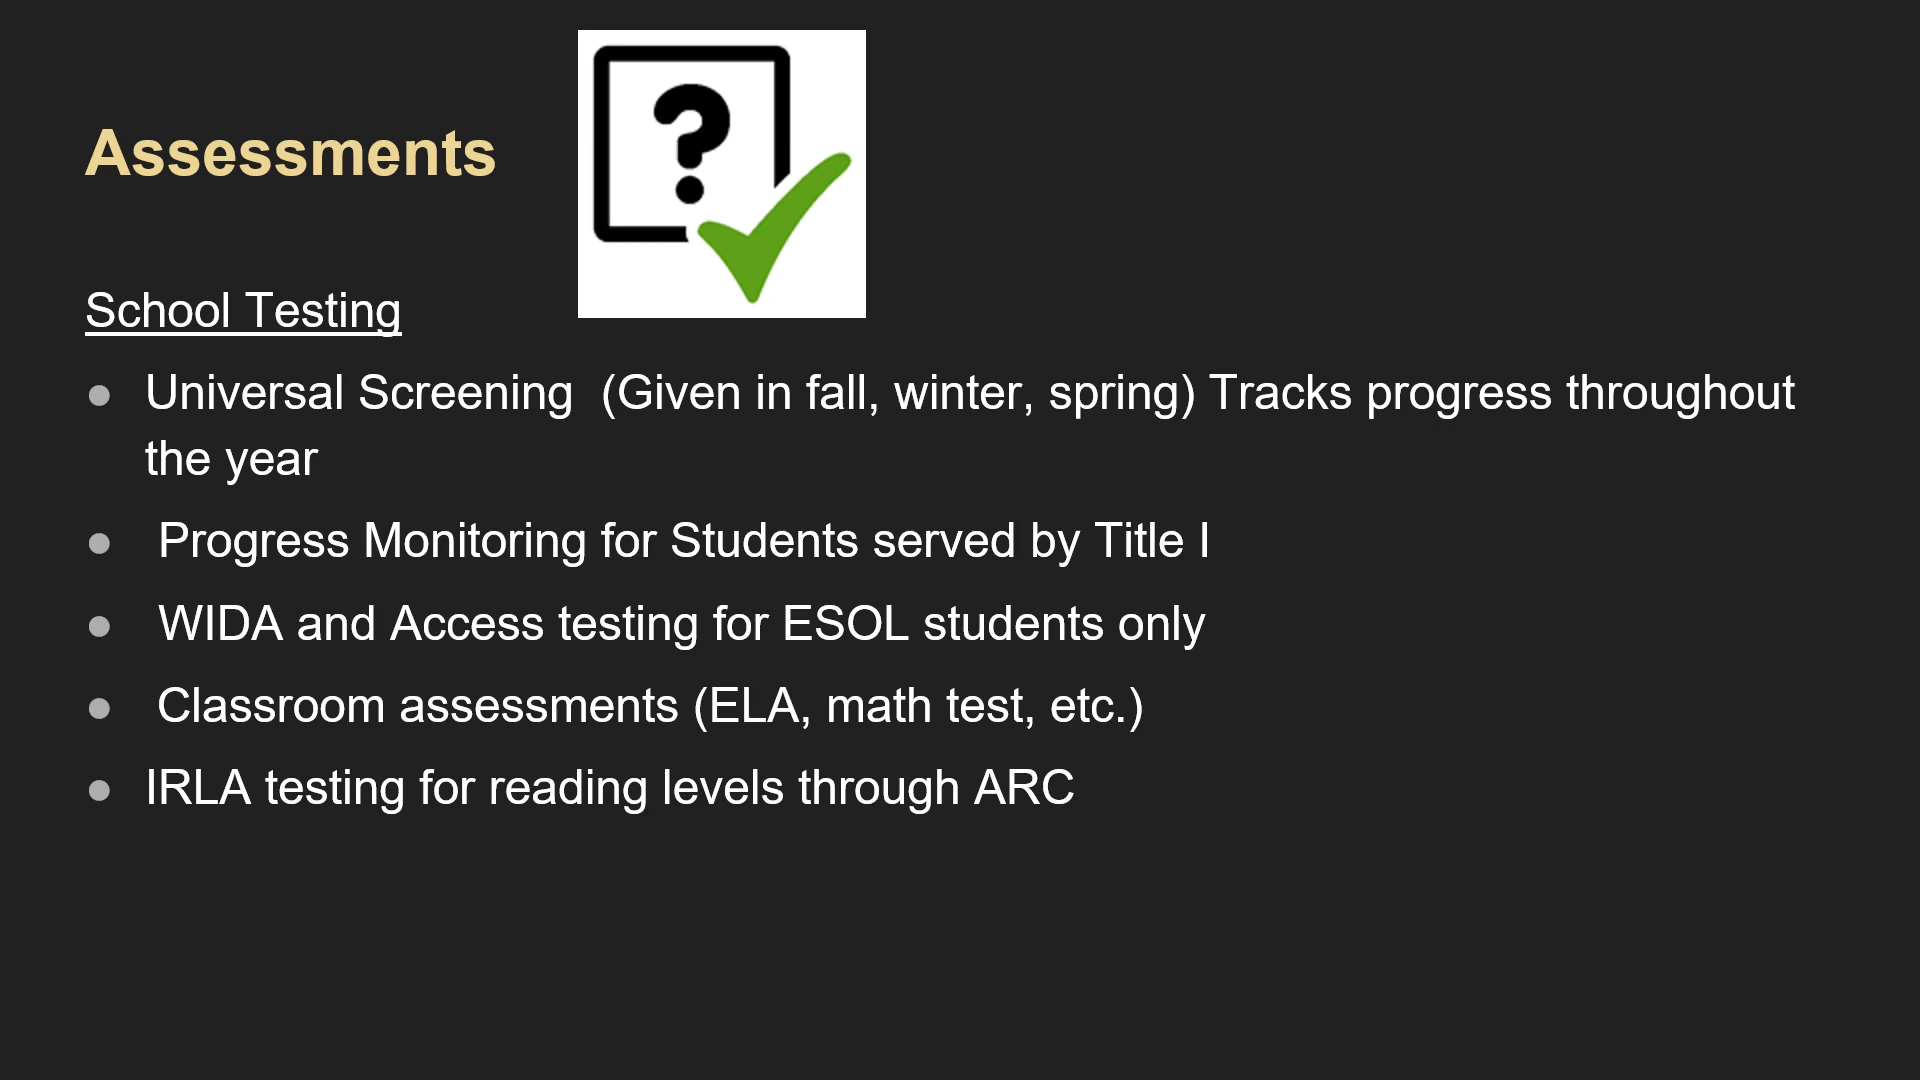 Assessments
School Testing
● Universal Screening  (Given in fall, winter, spring) Tracks progress throughout
the year
● Progress Monitoring for Students served by Title I
● WIDA and Access testing for ESOL students only
● Classroom assessments (ELA, math test, etc.)
● IRLA testing for reading levels through ARC